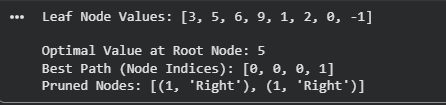 ••• Leaf Node Values: [3, 5, 6, 9, 1, 2, 0, -1]
Optimal Value at Root Node: 5
Best Path (Node Indices): [0, 0, 0, 1]
Pruned Nodes: [(1, 'Right'), (1, 'Right')]